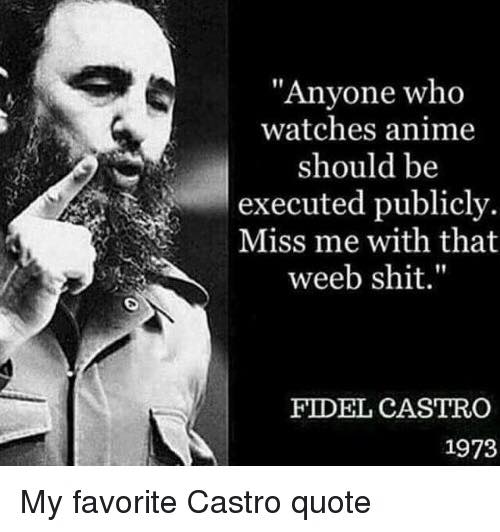 "Anyone who
watches anime
should be
executed publicly.
Miss me with that
weeb shit."
FIDEL CASTRO
1973
My favorite Castro quote